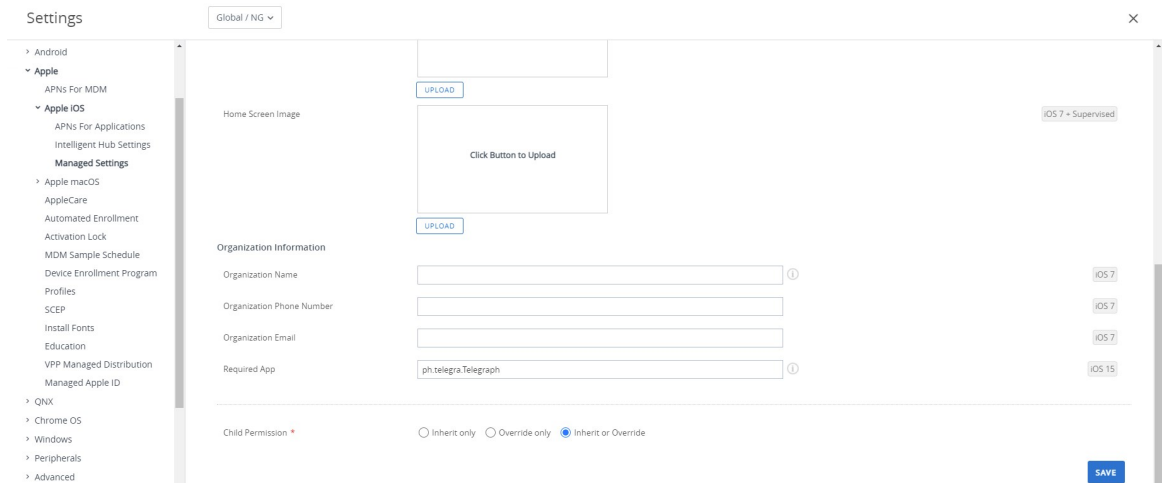 Settings
Global / NG
Android
Apple
APNs For MDM
Apple iOS
APNs For Applications
Intelligent Hub Settings
Managed Settings
Apple macOS
AppleCare
Automated Enrollment
Activation Lock
MDM Sample Schedule
Device Enrollment Program
Profiles
SCEP
Install Fonts
Education
VPP Managed Distribution
Managed Apple ID
QNX
Chrome OS
Windows
Peripherals
Advanced
UPLOAD
Home Screen Image
Click Button to Upload
iOS 7 + Supervised
UPLOAD
Organization Information
Organization Name
iOS 7
Organization Phone Number
iOS 7
Organization Email
iOS 7
Required App
ph.telegra.Telegraph
iOS 15
Child Permission *
Inherit only
Override only
Inherit or Override
SAVE